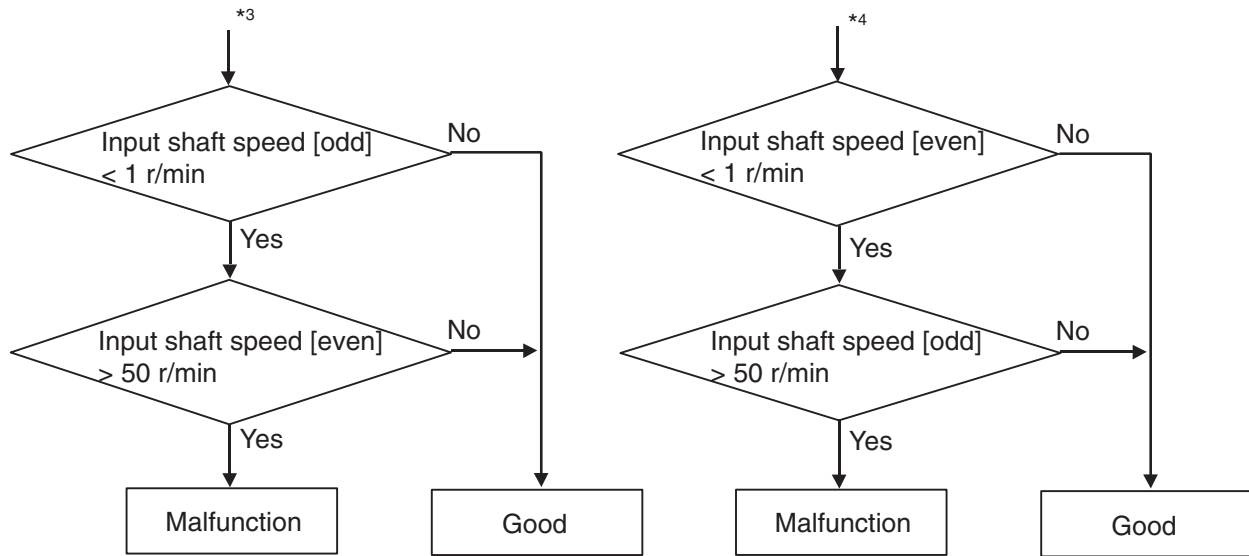 *3
Input shaft speed [odd]
< 1 r/min
No
Yes
Input shaft speed [even]
> 50 r/min
No
Yes
Malfunction
Good
*4
Input shaft speed [even]
< 1 r/min
No
Yes
Input shaft speed [odd]
> 50 r/min
No
Yes
Malfunction
Good